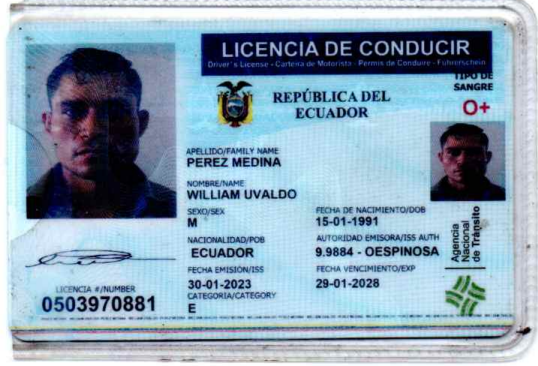 LICENCIA DE CONDUCIR
Driver's License - Carteira de Motorista - Permis de Conduire - Führerschein
REPÚBLICA DEL
ECUADOR
TIPO DE
SANGRE
O+
APELLIDO/FAMILY NAME
PEREZ MEDINA
NOMBRE/NAME
WILLIAM UVALDO
SEXO/SEX
M
FECHA DE NACIMIENTO/DOB
15-01-1991
NACIONALIDAD/POB
ECUADOR
AUTORIDAD EMISORA/ISS AUTH
9.9884 - OESPINOSA
FECHA EMISIÓN/ISS
30-01-2023
FECHA VENCIMIENTO/EXP
29-01-2028
CATEGORÍA/CATEGORY
E
LICENCIA #/NUMBER
0503970881
Agencia
Nacional
de Tránsito